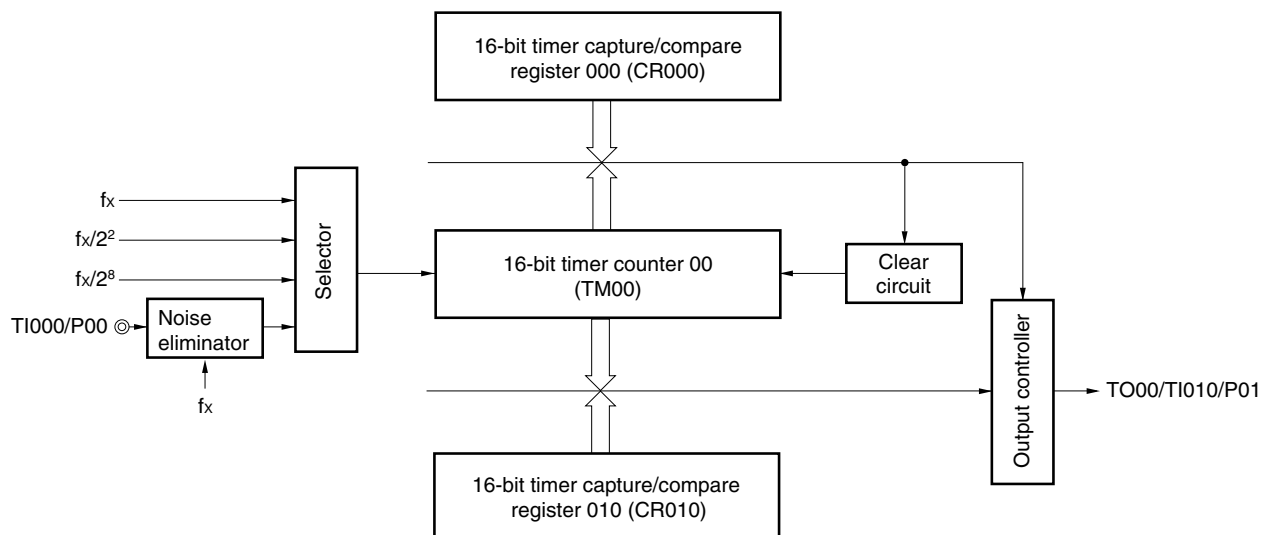 16-bit timer capture/compare
register 000 (CR000)
fX
fX/2²
fX/2⁸
TI000/P00
Noise
eliminator
fX
Selector
16-bit timer counter 00
(TM00)
Clear
circuit
Output controller
TO00/TI010/P01
16-bit timer capture/compare
register 010 (CR010)